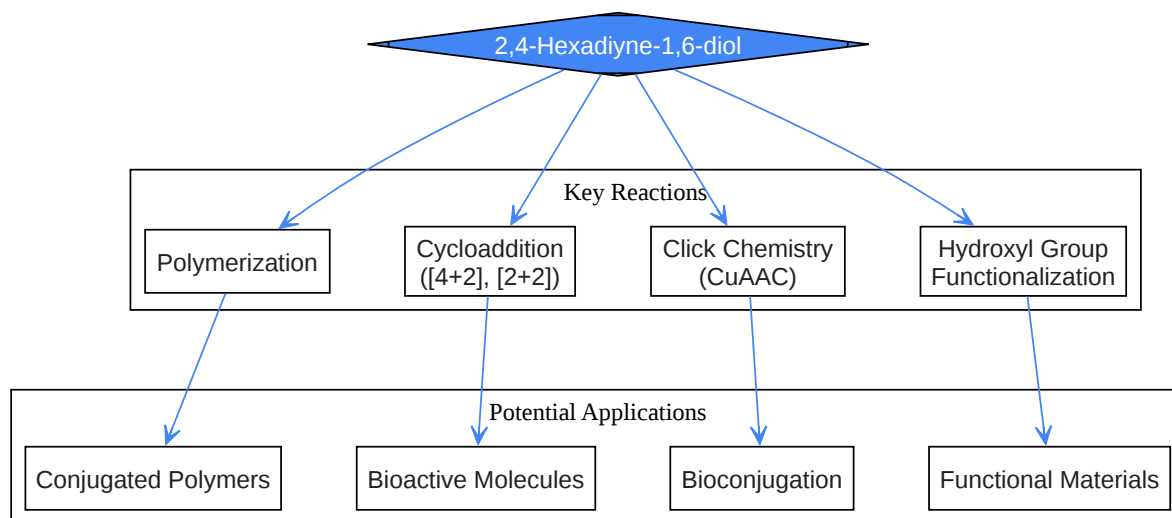 2,4-Hexadiyne-1,6-diol
Key Reactions
Polymerization
Cycloaddition
([4+2], [2+2])
Click Chemistry
(CuAAC)
Hydroxyl Group
Functionalization
Potential Applications
Conjugated Polymers
Bioactive Molecules
Bioconjugation
Functional Materials